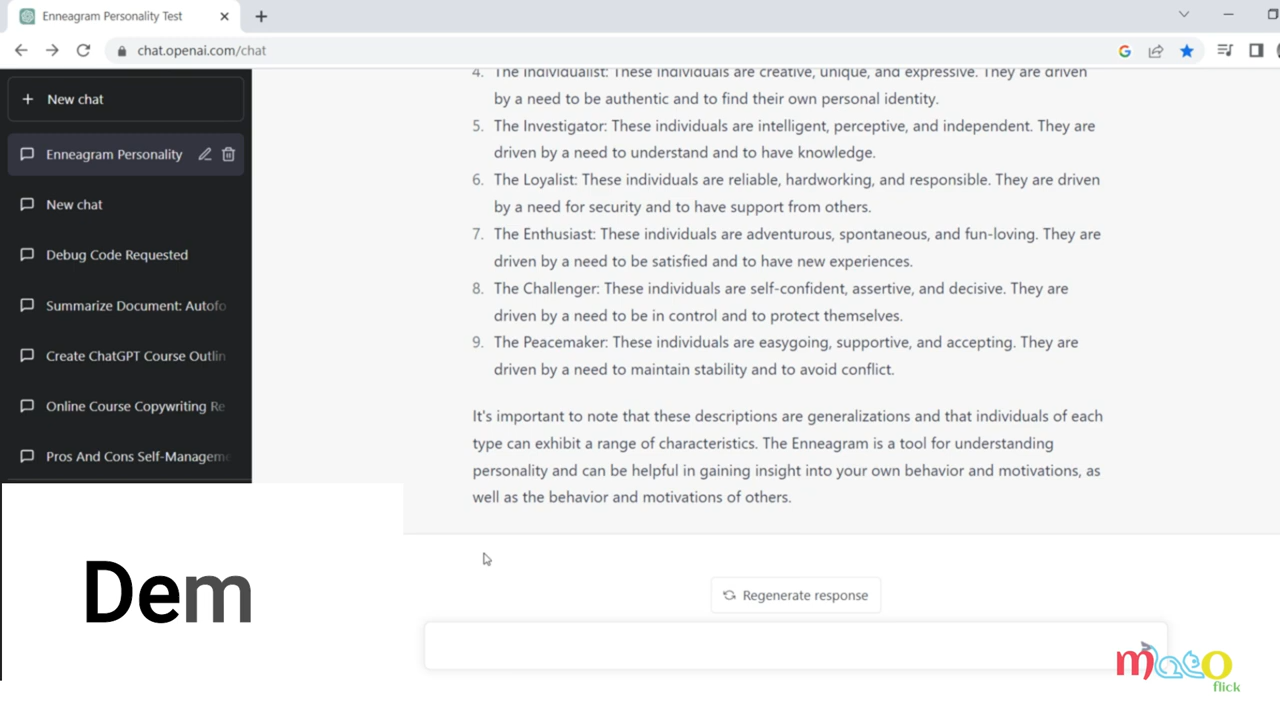 Enneagram Personality Test
chat.openai.com/chat
New chat
Enneagram Personality
New chat
Debug Code Requested
Summarize Document: Autofo
Create ChatGPT Course Outlin
Online Course Copywriting Re
Pros And Cons Self-Managem
4. The Individualist: These individuals are creative, unique, and expressive. They are driven
by a need to be authentic and to find their own personal identity.
5. The Investigator: These individuals are intelligent, perceptive, and independent. They are
driven by a need to understand and to have knowledge.
6. The Loyalist: These individuals are reliable, hardworking, and responsible. They are driven
by a need for security and to have support from others.
7. The Enthusiast: These individuals are adventurous, spontaneous, and fun-loving. They are
driven by a need to be satisfied and to have new experiences.
8. The Challenger: These individuals are self-confident, assertive, and decisive. They are
driven by a need to be in control and to protect themselves.
9. The Peacemaker: These individuals are easygoing, supportive, and accepting. They are
driven by a need to maintain stability and to avoid conflict.
It's important to note that these descriptions are generalizations and that individuals of each
type can exhibit a range of characteristics. The Enneagram is a tool for understanding
personality and can be helpful in gaining insight into your own behavior and motivations, as
well as the behavior and motivations of others.
Dem
Regenerate response
flick